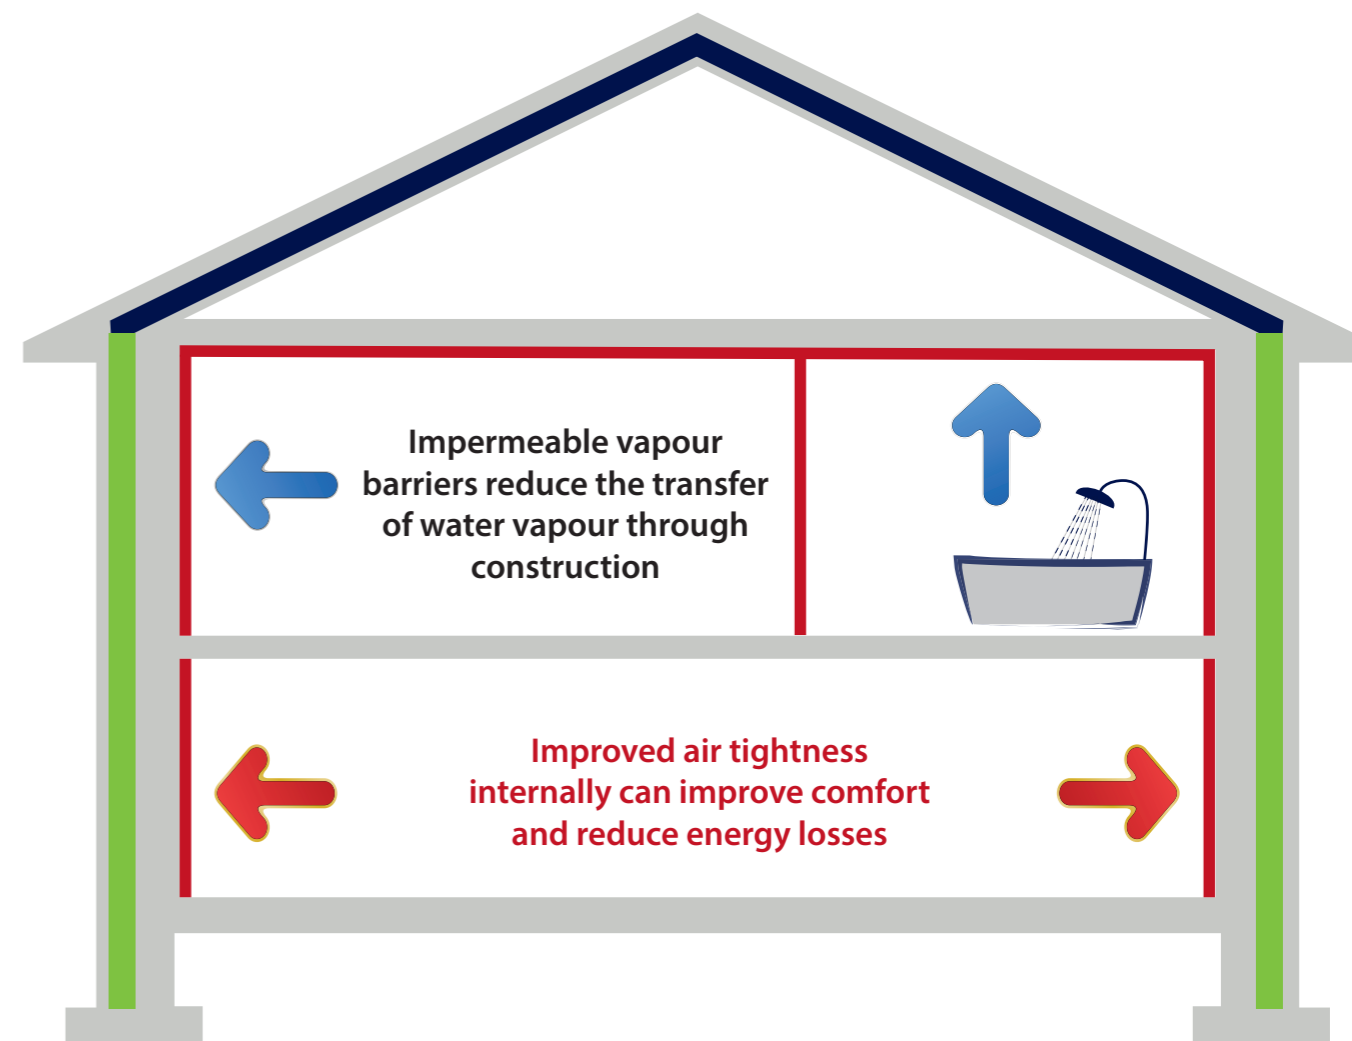 Impermeable vapour
barriers reduce the transfer
of water vapour through
construction
Improved air tightness
internally can improve comfort
and reduce energy losses